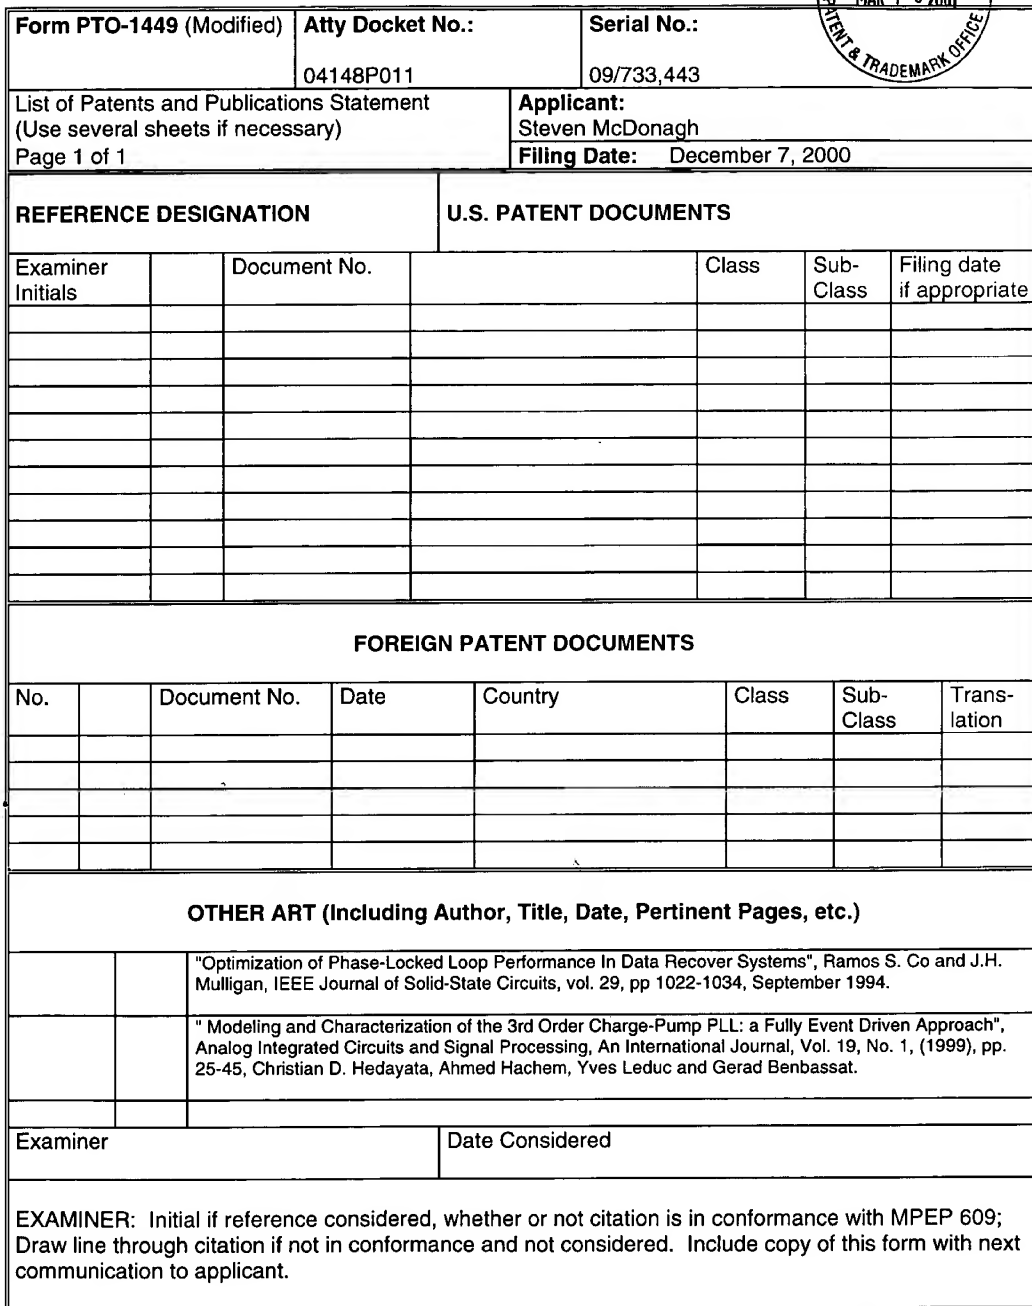 Form PTO-1449 (Modified) Atty Docket No.: Serial No.:
04148P011 09/733,443
PATENT & TRADEMARK OFFICE
List of Patents and Publications Statement
(Use several sheets if necessary)
Page 1 of 1
Applicant:
Steven McDonagh
Filing Date: December 7, 2000
REFERENCE DESIGNATION U.S. PATENT DOCUMENTS
Examiner Initials Document No. Class Sub-Class Filing date if appropriate
FOREIGN PATENT DOCUMENTS
No. Document No. Date Country Class Sub-Class Trans-lation
OTHER ART (Including Author, Title, Date, Pertinent Pages, etc.)
"Optimization of Phase-Locked Loop Performance In Data Recover Systems", Ramos S. Co and J.H.
Mulligan, IEEE Journal of Solid-State Circuits, vol. 29, pp 1022-1034, September 1994.
" Modeling and Characterization of the 3rd Order Charge-Pump PLL: a Fully Event Driven Approach",
Analog Integrated Circuits and Signal Processing, An International Journal, Vol. 19, No. 1, (1999), pp.
25-45, Christian D. Hedayata, Ahmed Hachem, Yves Leduc and Gerad Benbassat.
Examiner Date Considered
EXAMINER: Initial if reference considered, whether or not citation is in conformance with MPEP 609;
Draw line through citation if not in conformance and not considered. Include copy of this form with next
communication to applicant.